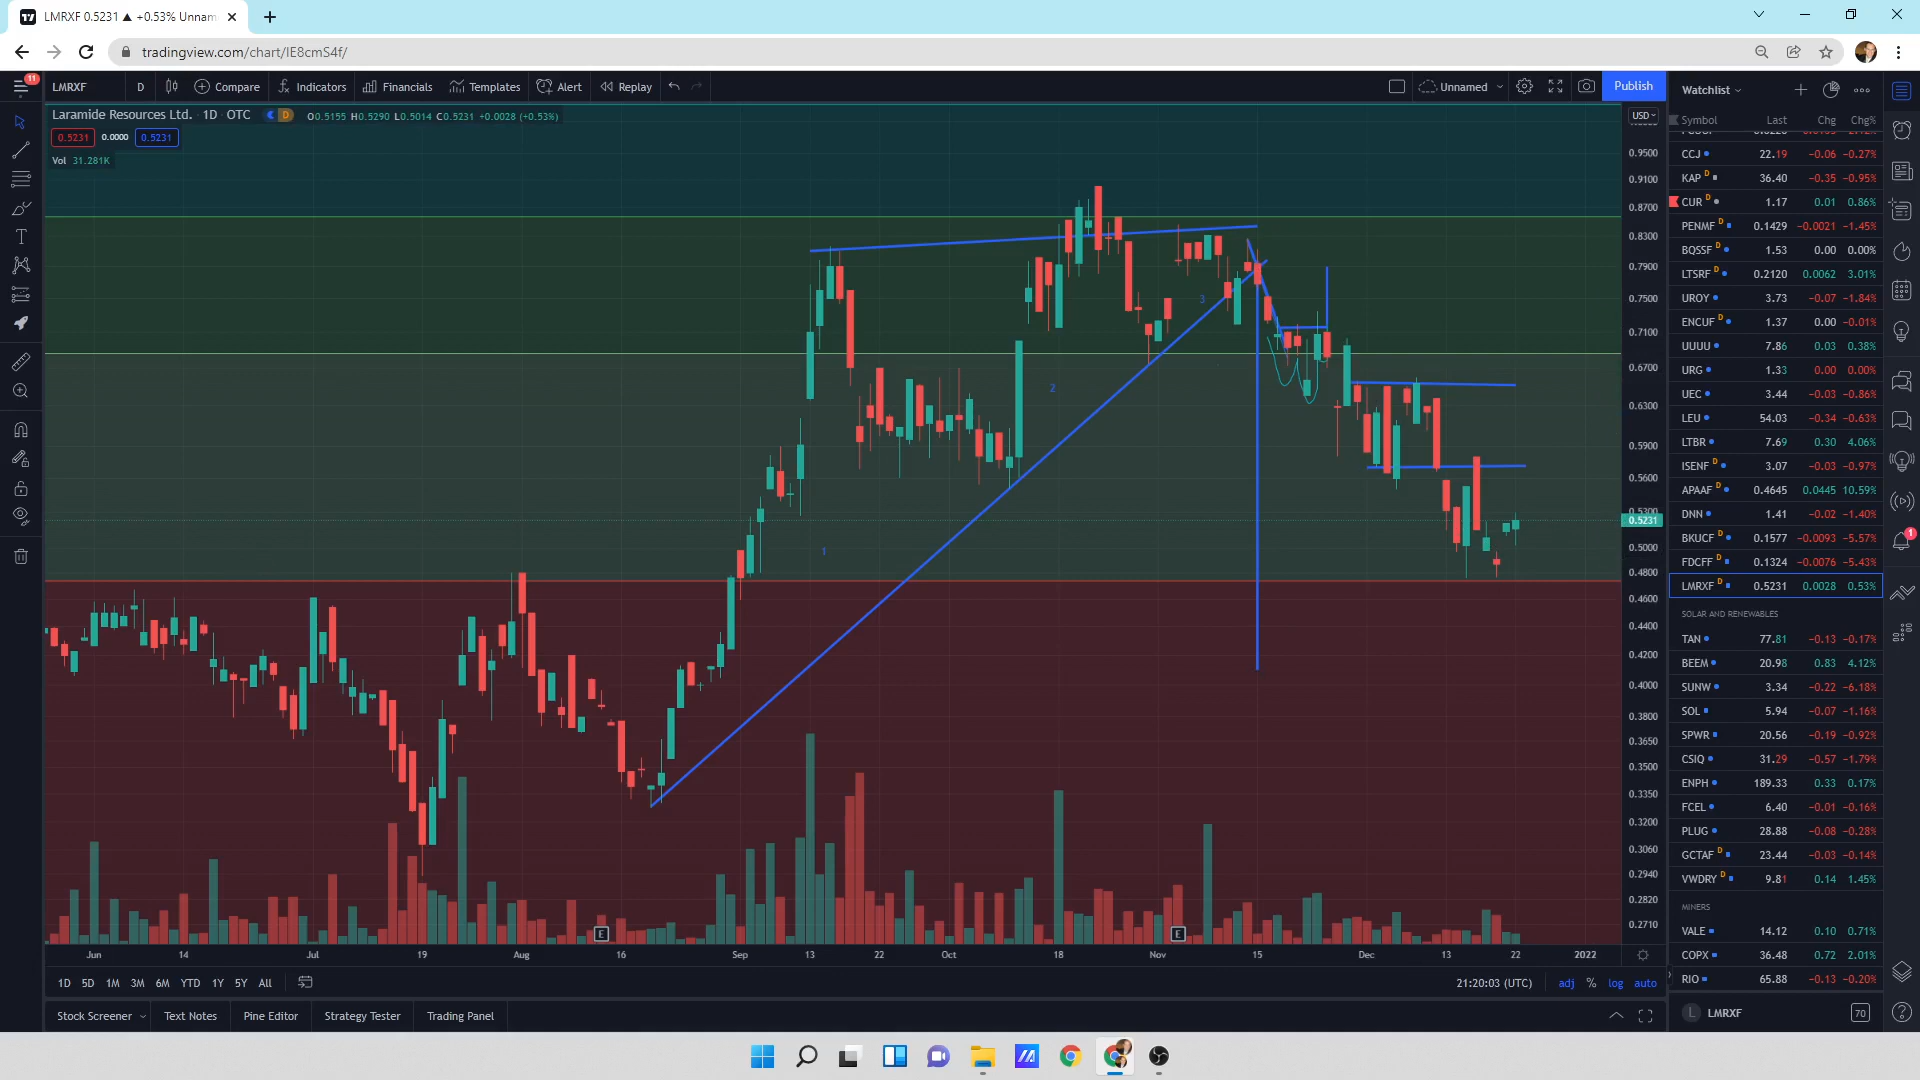 LMRXF 0.5231 ▲ +0.53% Unnam
tradingview.com/chart/IE8cmS4f/
11
LMRXF D Compare Indicators Financials Templates Alert Replay Unnamed Publish
Laramide Resources Ltd. · 1D · OTC D O0.5155 H0.5290 L0.5014 C0.5231 +0.0028 (+0.53%)
0.5231 0.0000 0.5231
Vol 31.281K
USD
0.9500
0.9100
0.8700
0.8300
0.7900
0.7500
0.7100
0.6700
0.6300
0.5900
0.5600
0.5300
0.5231
0.5000
0.4800
0.4600
0.4400
0.4200
0.4000
0.3800
0.3650
0.3500
0.3350
0.3200
0.3060
0.2940
0.2820
0.2710
1
2
3
E E
Jun 14 Jul 19 Aug 16 Sep 13 22 Oct 18 Nov 15 Dec 13 22 2022
1D 5D 1M 3M 6M YTD 1Y 5Y All 21:20:03 (UTC) adj % log auto
Stock Screener Text Notes Pine Editor Strategy Tester Trading Panel
Watchlist
Symbol Last Chg Chg%
CCJ 22.19 −0.06 −0.27%
KAP D 36.40 −0.35 −0.95%
CUR D 1.17 0.01 0.86%
PENMF D 0.1429 −0.0021 −1.45%
BQSSF D 1.53 0.00 0.00%
LTSRF D 0.2120 0.0062 3.01%
UROY 3.73 −0.07 −1.84%
ENCUF D 1.37 0.00 −0.01%
UUUU 7.86 0.03 0.38%
URG 1.33 0.00 0.00%
UEC 3.44 −0.03 −0.86%
LEU 54.03 −0.34 −0.63%
LTBR 7.69 0.30 4.06%
ISENF D 3.07 −0.03 −0.97%
APAAF D 0.4645 0.0445 10.59%
DNN 1.41 −0.02 −1.40%
BKUCF D 0.1577 −0.0093 −5.57%
FDCFF D 0.1324 −0.0076 −5.43%
LMRXF D 0.5231 0.0028 0.53%
SOLAR AND RENEWABLES
TAN 77.81 −0.13 −0.17%
BEEM 20.98 0.83 4.12%
SUNW 3.34 −0.22 −6.18%
SOL 5.94 −0.07 −1.16%
SPWR 20.56 −0.19 −0.92%
CSIQ 31.29 −0.57 −1.79%
ENPH 189.33 0.33 0.17%
FCEL 6.40 −0.01 −0.16%
PLUG 28.88 −0.08 −0.28%
GCTAF D 23.44 −0.03 −0.14%
VWDRY D 9.81 0.14 1.45%
MINERS
VALE 14.12 0.10 0.71%
COPX 36.48 0.72 2.01%
RIO 65.88 −0.13 −0.20%
L LMRXF 70
1